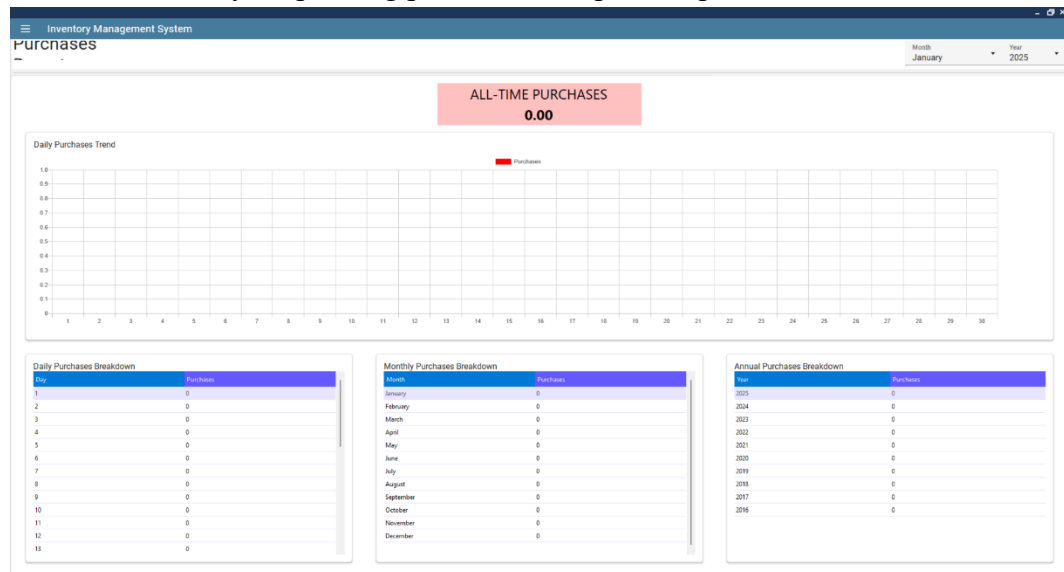 Inventory Management System
Purchases
Month
January
Year
2025
ALL-TIME PURCHASES
0.00
Daily Purchases Trend
Purchases
1.0
0.9
0.8
0.7
0.6
0.5
0.4
0.3
0.2
0.1
0
1 2 3 4 5 6 7 8 9 10 11 12 13 14 15 16 17 18 19 20 21 22 23 24 25 26 27 28 29 30
Daily Purchases Breakdown
Day Purchases
1 0
2 0
3 0
4 0
5 0
6 0
7 0
8 0
9 0
10 0
11 0
12 0
13 0
Monthly Purchases Breakdown
Month Purchases
January 0
February 0
March 0
April 0
May 0
June 0
July 0
August 0
September 0
October 0
November 0
December 0
Annual Purchases Breakdown
Year Purchases
2025 0
2024 0
2023 0
2022 0
2021 0
2020 0
2019 0
2018 0
2017 0
2016 0